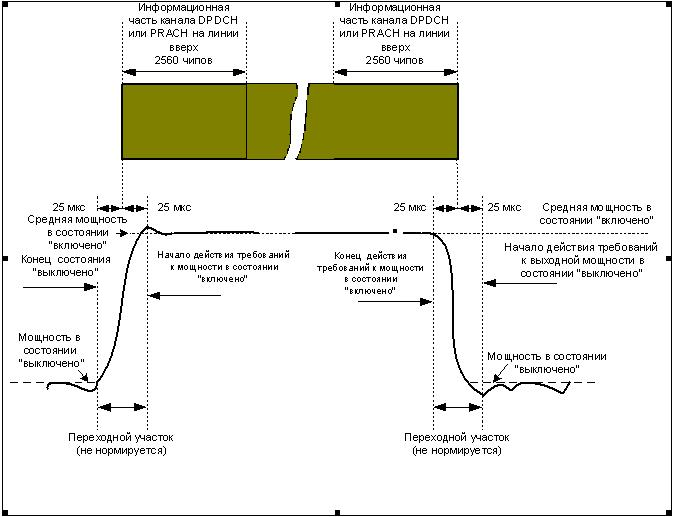 Информационная
часть канала DPDCH
или PRACH на линии
вверх
2560 чипов
Информационная
часть канала DPDCH
или PRACH на линии
вверх
2560 чипов
25 мкс
25 мкс
25 мкс
25 мкс
Средняя мощность
в состоянии
"включено"
Средняя мощность в
состоянии "включено"
Конец состояния
"выключено"
Начало действия требований
к мощности в состоянии
"включено"
Конец действия
требований к мощности
в состоянии
"включено"
Начало действия требований
к выходной мощности в
состоянии "выключено"
Мощность в
состоянии
"выключено"
Мощность в состоянии
"выключено"
Переходной участок
(не нормируется)
Переходной участок
(не нормируется)